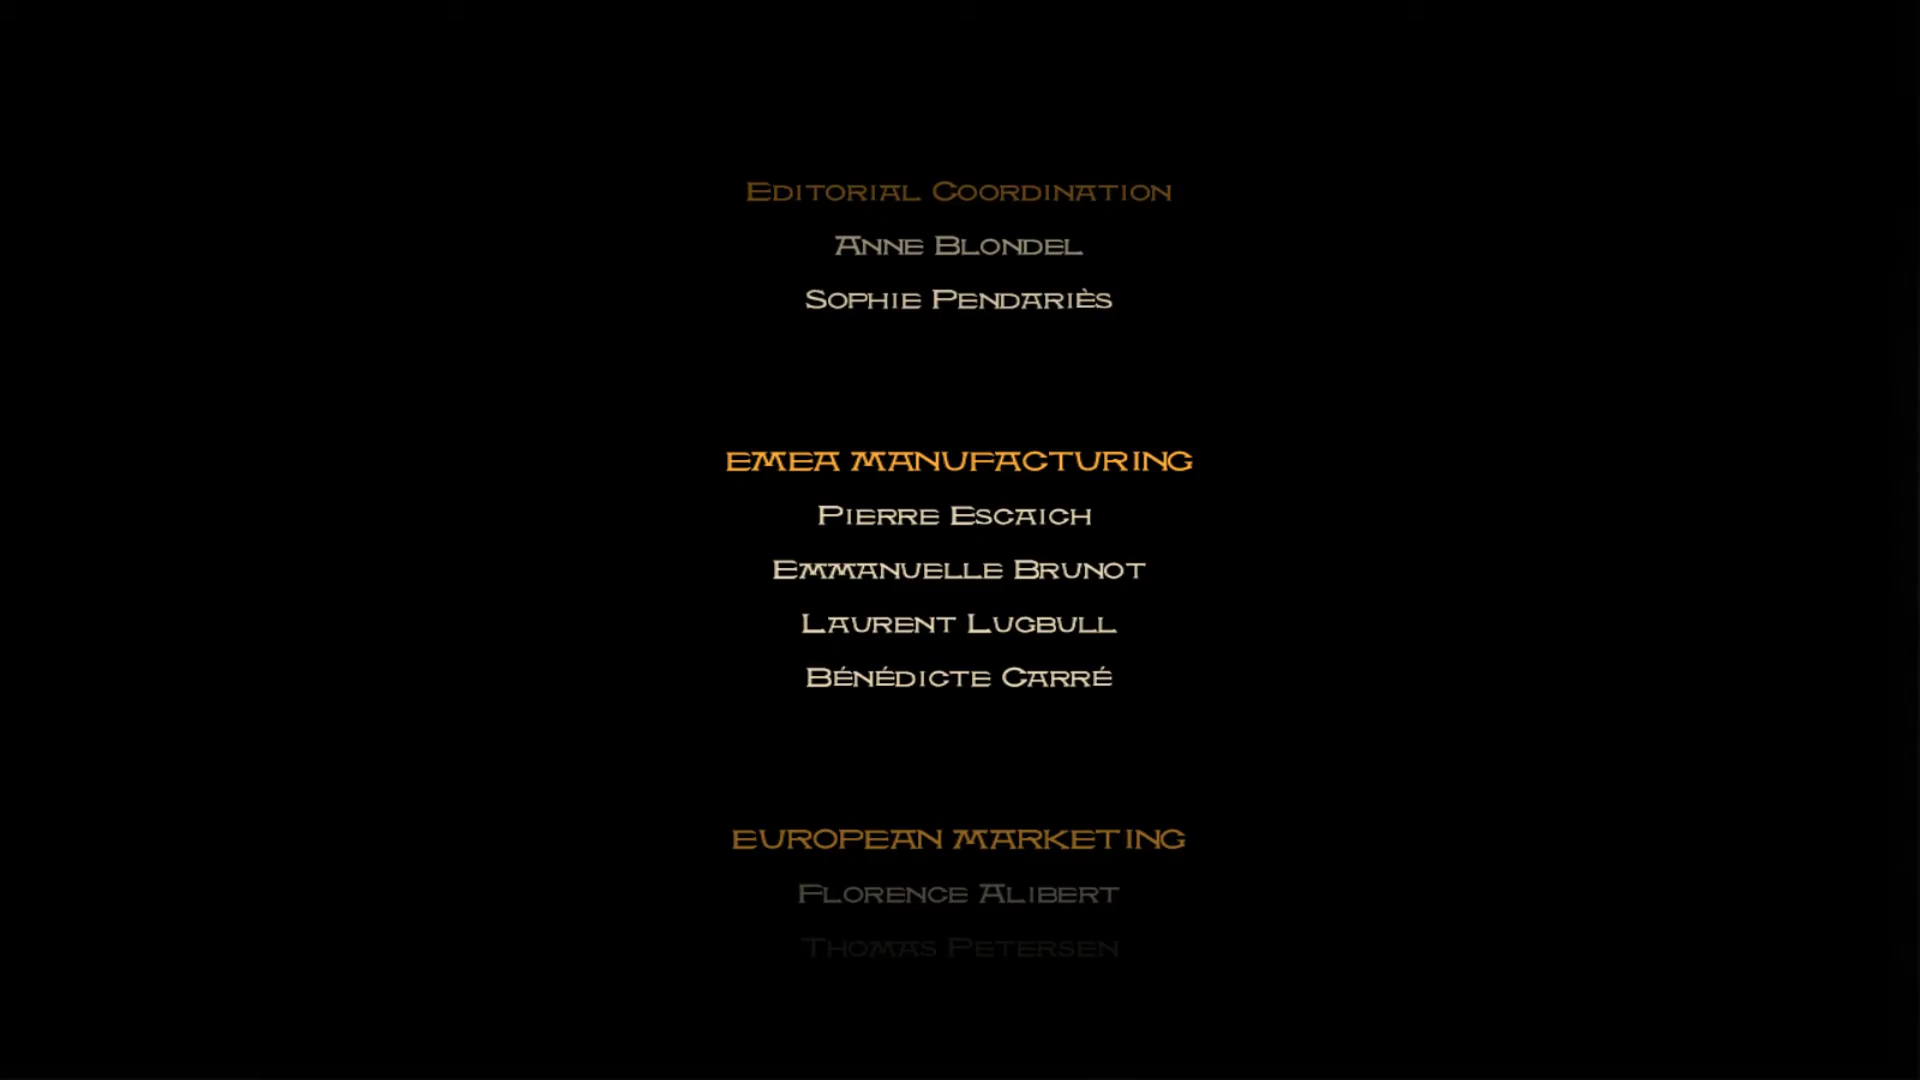 Editorial Coordination
Anne Blondel
Sophie Pendariès
EMEA MANUFACTURING
Pierre Escaich
Emmanuelle Brunot
Laurent Lugbull
Bénédicte Carré
EUROPEAN MARKETING
Florence Alibert
Thomas Petersen